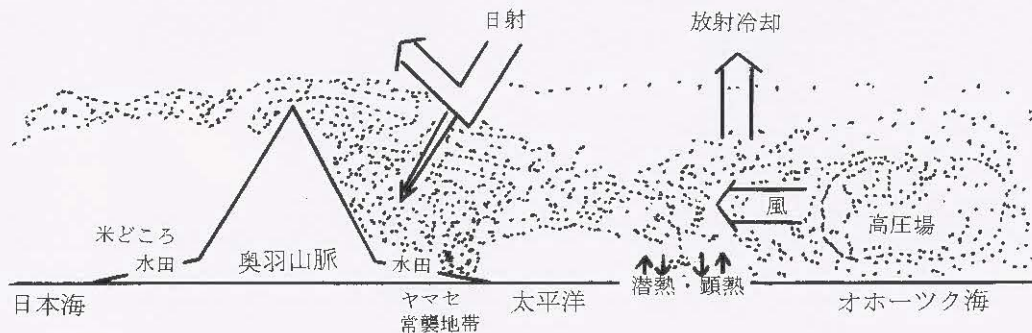 日射
放射冷却
風
高圧場
米どころ
水田
奥羽山脈
水田
潜熱・顕熱
日本海
ヤマセ
常襲地帯
太平洋
オホーツク海